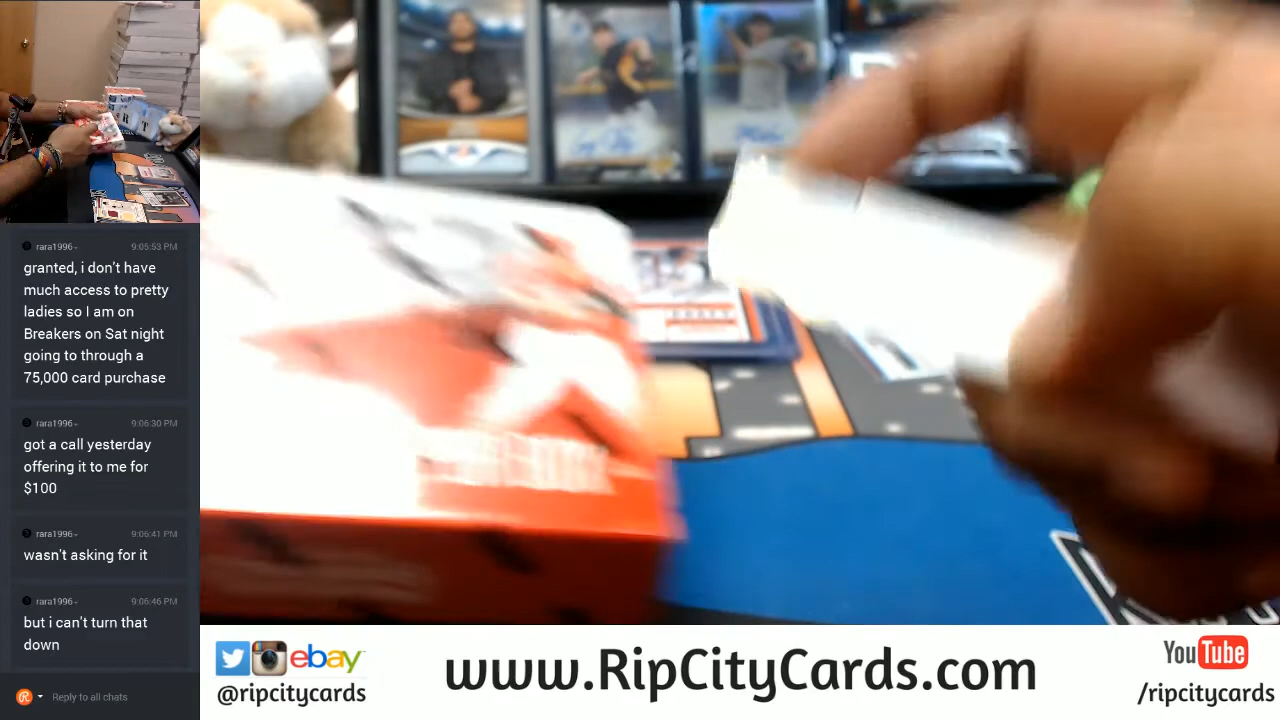 rara1996 9:05:53 PM
granted, i don't have
much access to pretty
ladies so I am on
Breakers on Sat night
going to through a
75,000 card purchase
rara1996 9:06:30 PM
got a call yesterday
offering it to me for
$100
rara1996 9:06:41 PM
wasn't asking for it
rara1996 9:06:46 PM
but i can't turn that
down
Reply to all chats
ebay
@ripcitycards
www.RipCityCards.com
YouTube
/ripcitycards